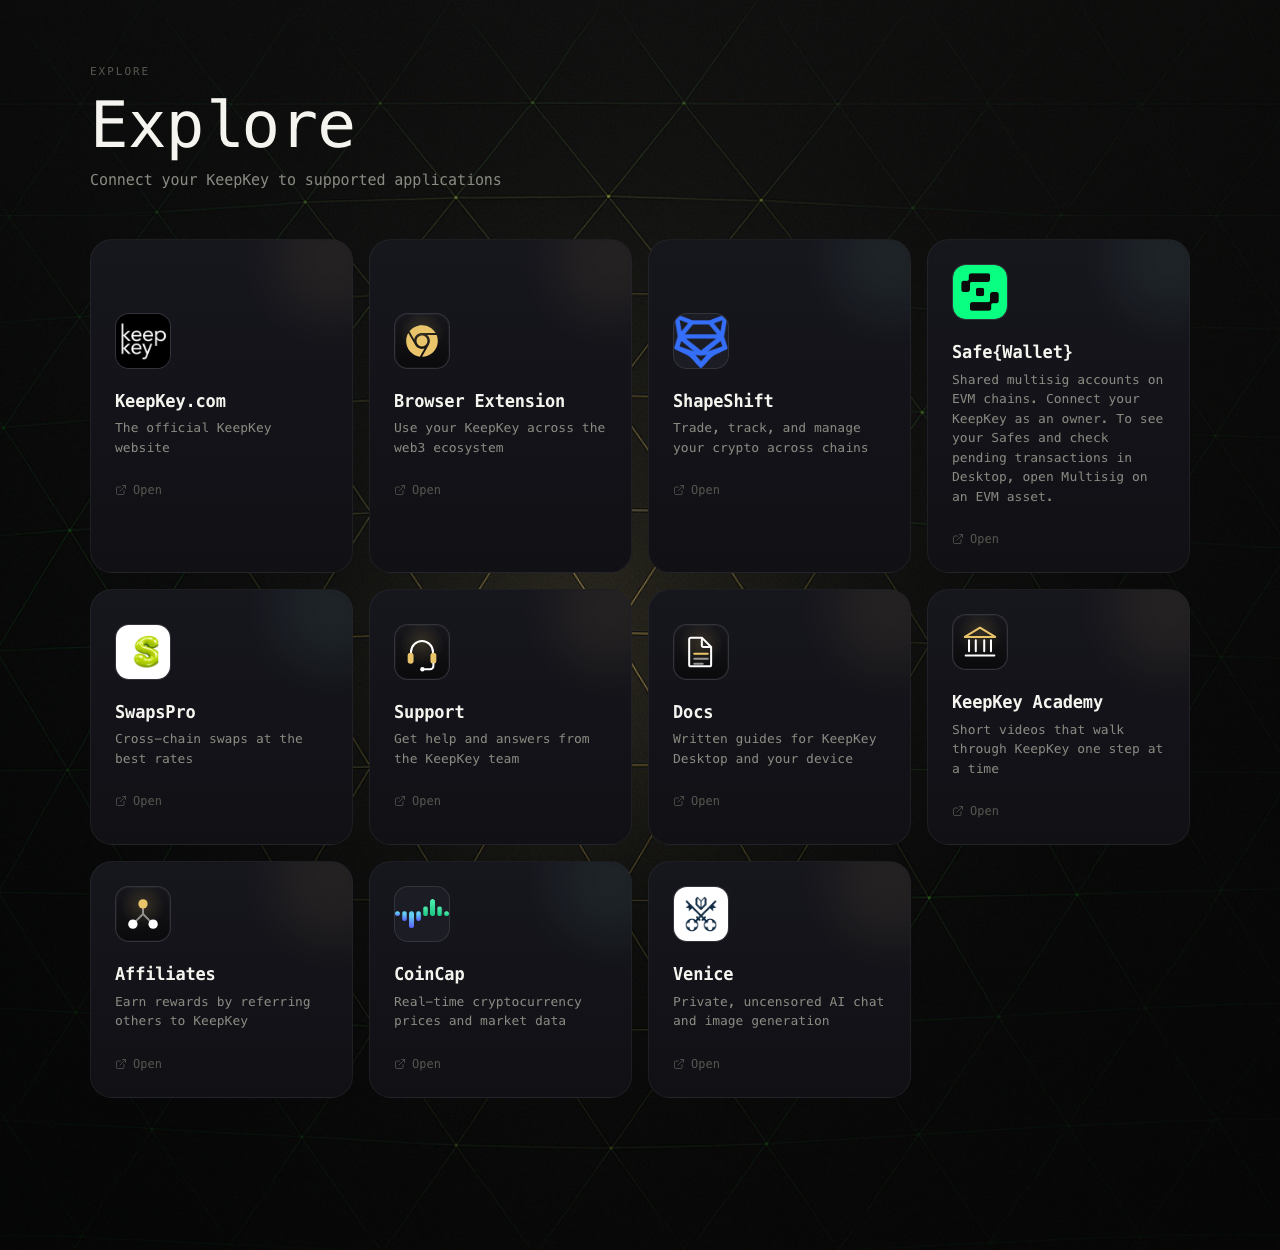 EXPLORE
Explore
Connect your KeepKey to supported applications
keep
key
KeepKey.com
The official KeepKey
website
Open
Browser Extension
Use your KeepKey across the
web3 ecosystem
Open
ShapeShift
Trade, track, and manage
your crypto across chains
Open
Safe{Wallet}
Shared multisig accounts on
EVM chains. Connect your
KeepKey as an owner. To see
your Safes and check
pending transactions in
Desktop, open Multisig on
an EVM asset.
Open
S
SwapsPro
Cross-chain swaps at the
best rates
Open
Support
Get help and answers from
the KeepKey team
Open
Docs
Written guides for KeepKey
Desktop and your device
Open
KeepKey Academy
Short videos that walk
through KeepKey one step at
a time
Open
Affiliates
Earn rewards by referring
others to KeepKey
Open
CoinCap
Real-time cryptocurrency
prices and market data
Open
Venice
Private, uncensored AI chat
and image generation
Open